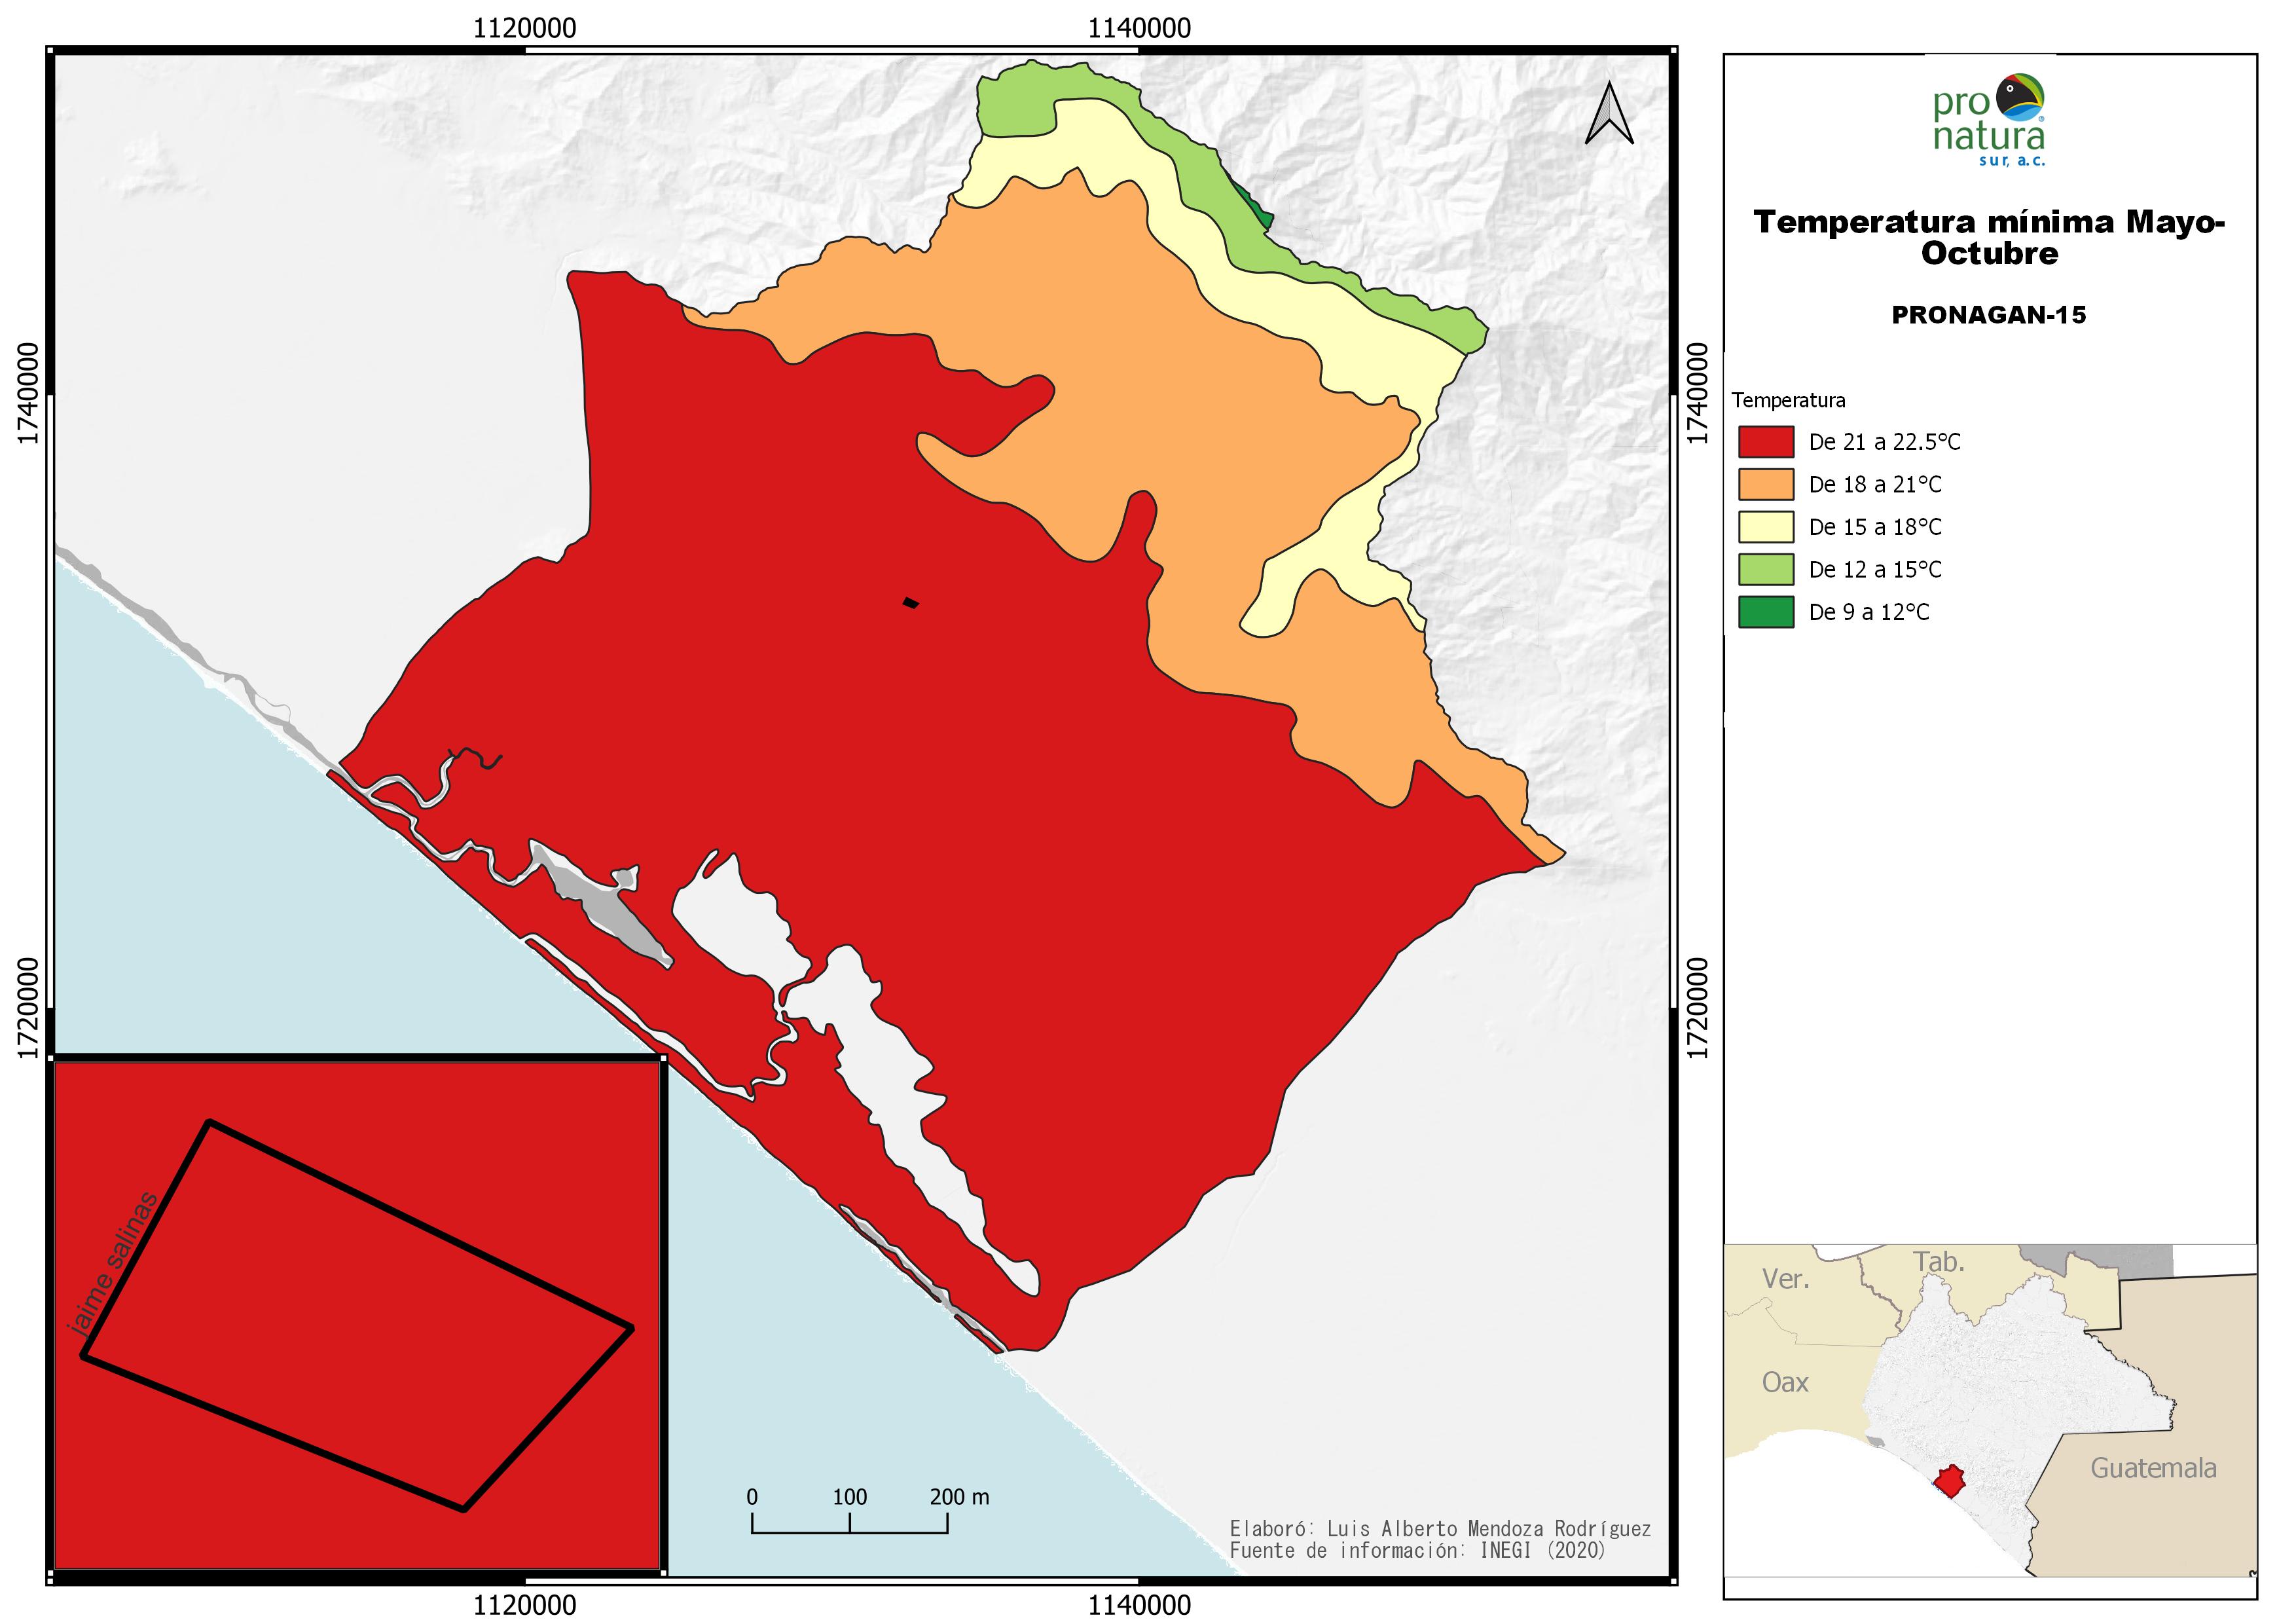 1120000
1140000
1740000
1740000
1720000
1720000
jaime salinas
0 100 200 m
Elaboró: Luis Alberto Mendoza Rodríguez
Fuente de información: INEGI (2020)
1120000
1140000
pro
natura
sur, a.c.
Temperatura mínima Mayo-
Octubre
PRONAGAN-15
Temperatura
De 21 a 22.5°C
De 18 a 21°C
De 15 a 18°C
De 12 a 15°C
De 9 a 12°C
Ver.
Tab.
Oax
Guatemala